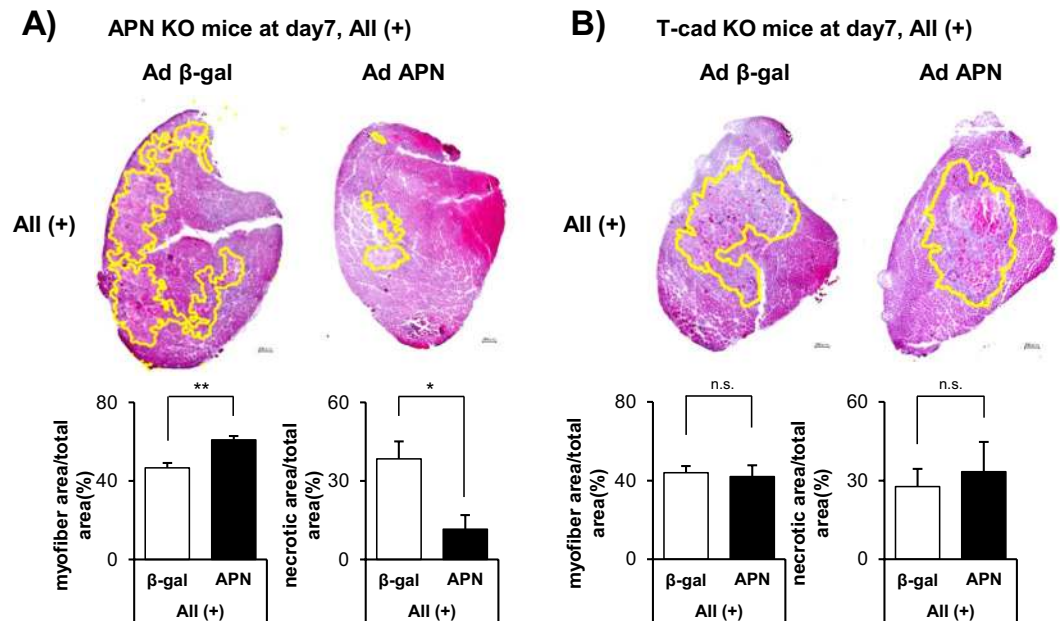 A) APN KO mice at day7, AII (+)
Ad β-gal Ad APN
AII (+)
**
80
40
0
myofiber area/total
area(%)
β-gal APN
AII (+)
*
60
30
0
necrotic area/total
area(%)
β-gal APN
AII (+)
B) T-cad KO mice at day7, AII (+)
Ad β-gal Ad APN
AII (+)
n.s.
80
40
0
myofiber area/total
area(%)
β-gal APN
AII (+)
n.s.
60
30
0
necrotic area/total
area(%)
β-gal APN
AII (+)